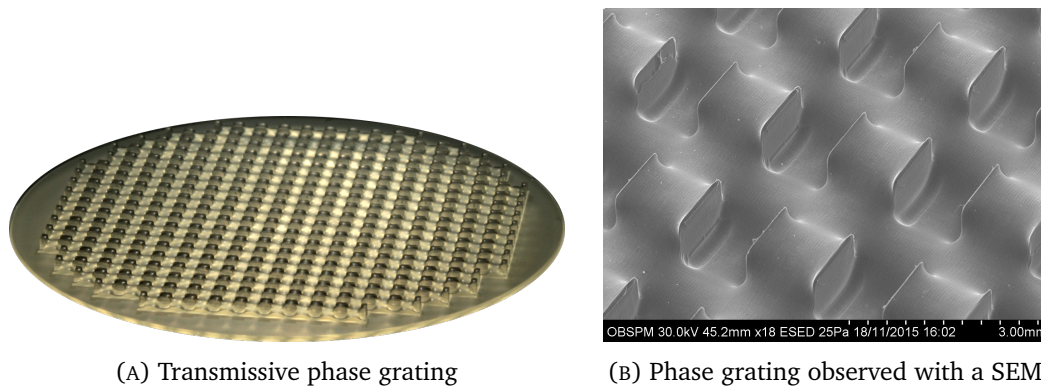 OBSPM 30.0kV 45.2mm x18 ESED 25Pa 18/11/2015 16:02 3.00mm
(A) Transmissive phase grating
(B) Phase grating observed with a SEM